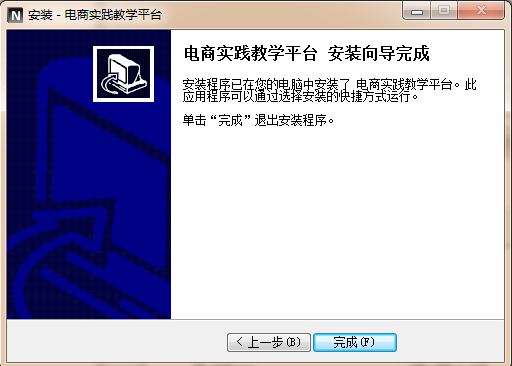 N 安装 - 电商实践教学平台
电商实践教学平台 安装向导完成
安装程序已在您的电脑中安装了 电商实践教学平台。此
应用程序可以通过选择安装的快捷方式运行。
单击“完成”退出安装程序。
< 上一步(B) 完成(F)